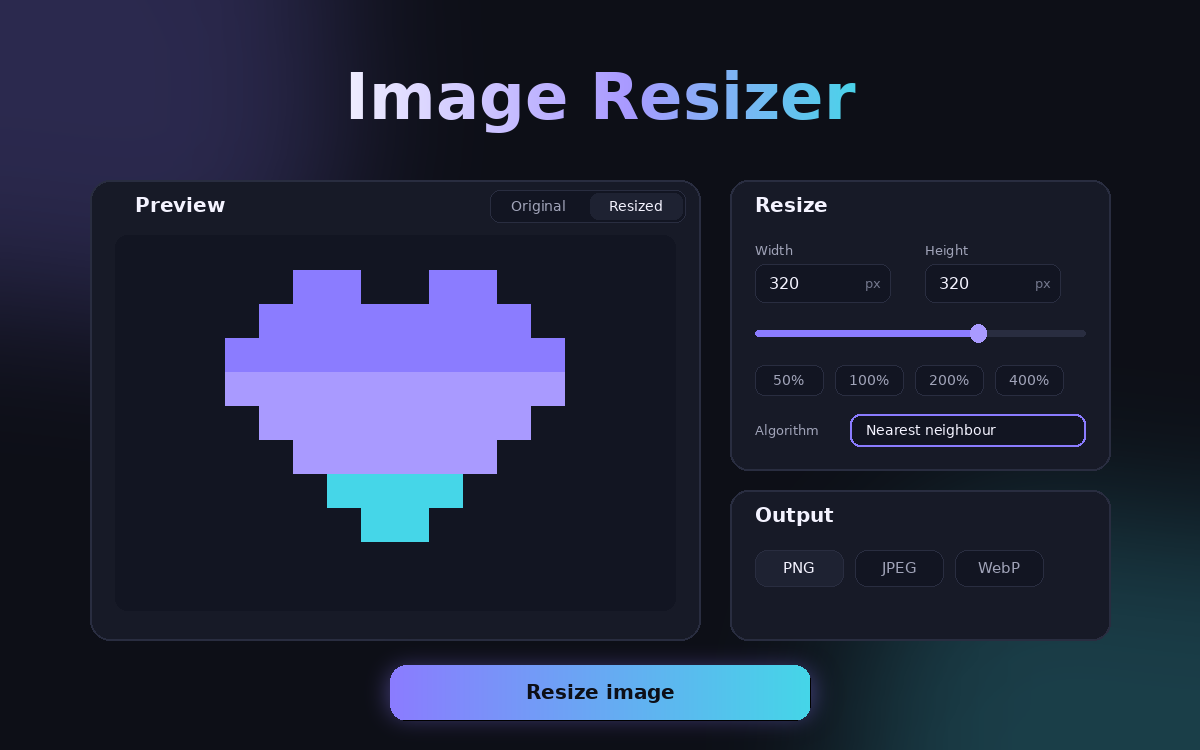 Image Resizer
Preview
Original
Resized
Resize
Width
Height
320 px
320 px
50%
100%
200%
400%
Algorithm
Nearest neighbour
Output
PNG
JPEG
WebP
Resize image